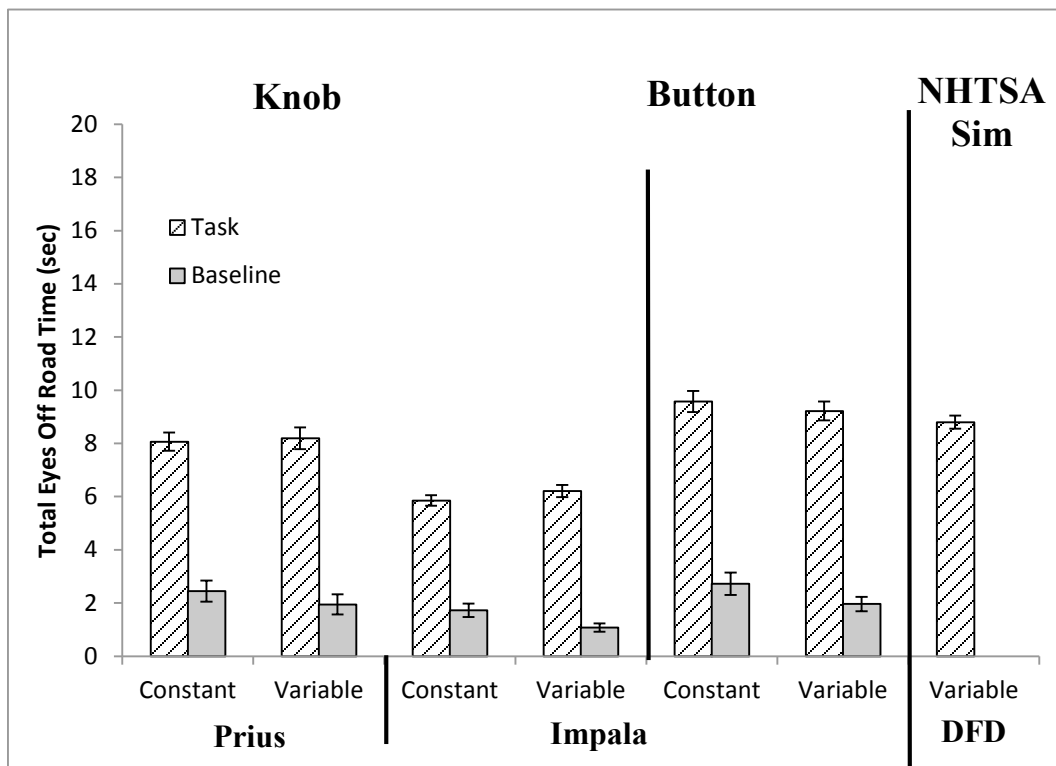 Knob
Button
NHTSA
Sim
Total Eyes Off Road Time (sec)
20
18
16
14
12
10
8
6
4
2
0
Task
Baseline
Constant Variable Constant Variable Constant Variable Variable
Prius Impala DFD